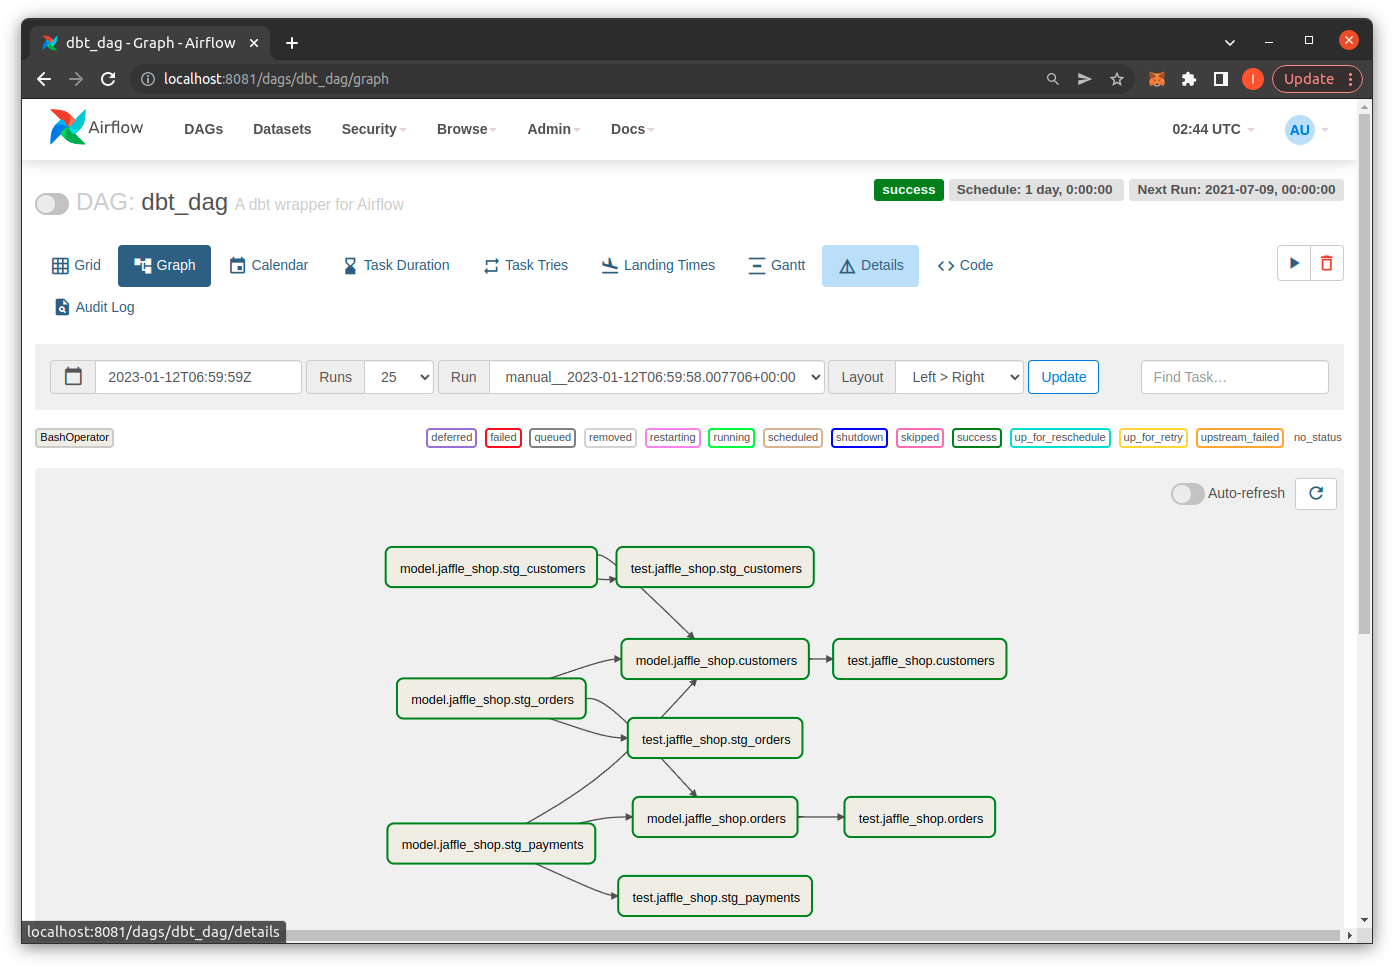 dbt_dag - Graph - Airflow
localhost:8081/dags/dbt_dag/graph
I
Update
Airflow
DAGs
Datasets
Security
Browse
Admin
Docs
02:44 UTC
AU
DAG: dbt_dag A dbt wrapper for Airflow
success
Schedule: 1 day, 0:00:00
Next Run: 2021-07-09, 00:00:00
Grid
Graph
Calendar
Task Duration
Task Tries
Landing Times
Gantt
Details
Code
Audit Log
2023-01-12T06:59:59Z
Runs
25
Run
manual__2023-01-12T06:59:58.007706+00:00
Layout
Left > Right
Update
Find Task…
BashOperator
deferred
failed
queued
removed
restarting
running
scheduled
shutdown
skipped
success
up_for_reschedule
up_for_retry
upstream_failed
no_status
Auto-refresh
model.jaffle_shop.stg_customers
test.jaffle_shop.stg_customers
model.jaffle_shop.customers
test.jaffle_shop.customers
model.jaffle_shop.stg_orders
test.jaffle_shop.stg_orders
model.jaffle_shop.orders
test.jaffle_shop.orders
model.jaffle_shop.stg_payments
test.jaffle_shop.stg_payments
localhost:8081/dags/dbt_dag/details